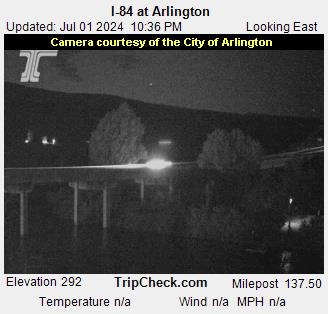 I-84 at Arlington
Updated: Jul 01 2024 10:36 PM Looking East
Camera courtesy of the City of Arlington
Elevation 292 TripCheck.com Milepost 137.50
Temperature n/a Wind n/a MPH n/a